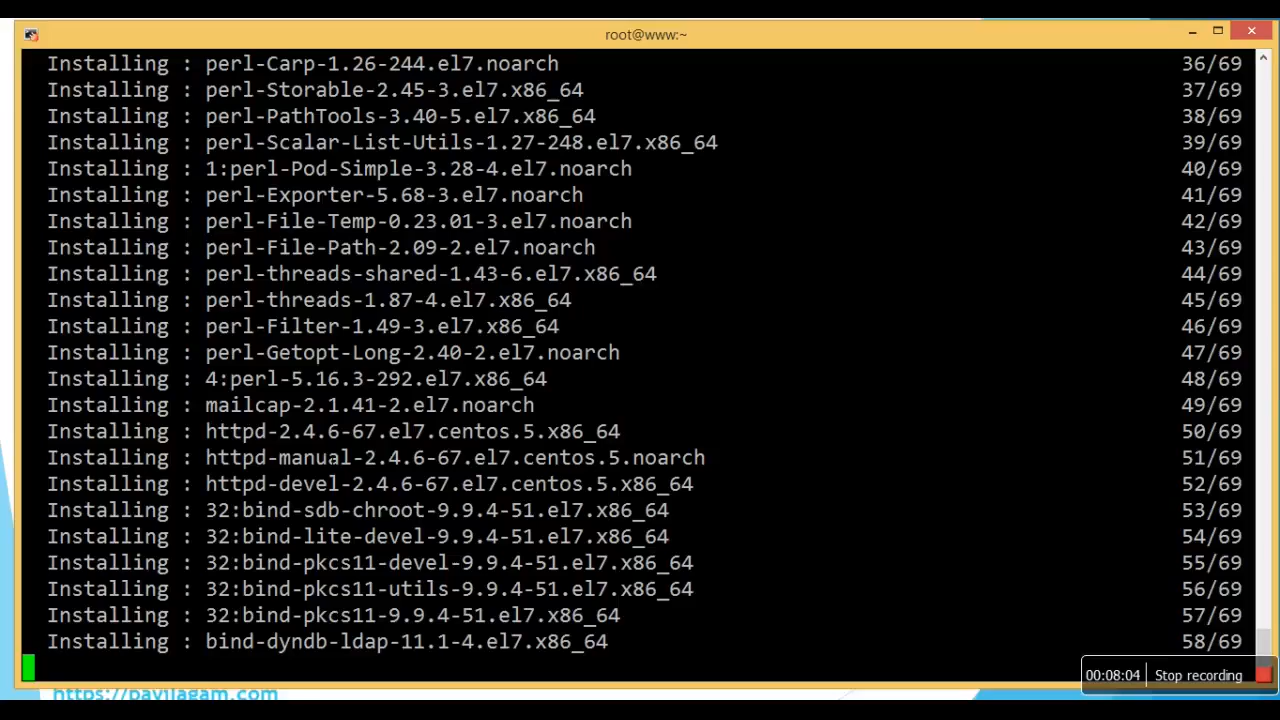 root@www:~
Installing : perl-Carp-1.26-244.el7.noarch 36/69
Installing : perl-Storable-2.45-3.el7.x86_64 37/69
Installing : perl-PathTools-3.40-5.el7.x86_64 38/69
Installing : perl-Scalar-List-Utils-1.27-248.el7.x86_64 39/69
Installing : 1:perl-Pod-Simple-3.28-4.el7.noarch 40/69
Installing : perl-Exporter-5.68-3.el7.noarch 41/69
Installing : perl-File-Temp-0.23.01-3.el7.noarch 42/69
Installing : perl-File-Path-2.09-2.el7.noarch 43/69
Installing : perl-threads-shared-1.43-6.el7.x86_64 44/69
Installing : perl-threads-1.87-4.el7.x86_64 45/69
Installing : perl-Filter-1.49-3.el7.x86_64 46/69
Installing : perl-Getopt-Long-2.40-2.el7.noarch 47/69
Installing : 4:perl-5.16.3-292.el7.x86_64 48/69
Installing : mailcap-2.1.41-2.el7.noarch 49/69
Installing : httpd-2.4.6-67.el7.centos.5.x86_64 50/69
Installing : httpd-manual-2.4.6-67.el7.centos.5.noarch 51/69
Installing : httpd-devel-2.4.6-67.el7.centos.5.x86_64 52/69
Installing : 32:bind-sdb-chroot-9.9.4-51.el7.x86_64 53/69
Installing : 32:bind-lite-devel-9.9.4-51.el7.x86_64 54/69
Installing : 32:bind-pkcs11-devel-9.9.4-51.el7.x86_64 55/69
Installing : 32:bind-pkcs11-utils-9.9.4-51.el7.x86_64 56/69
Installing : 32:bind-pkcs11-9.9.4-51.el7.x86_64 57/69
Installing : bind-dyndb-ldap-11.1-4.el7.x86_64 58/69
00:08:04 Stop recording
https://payilagam.com